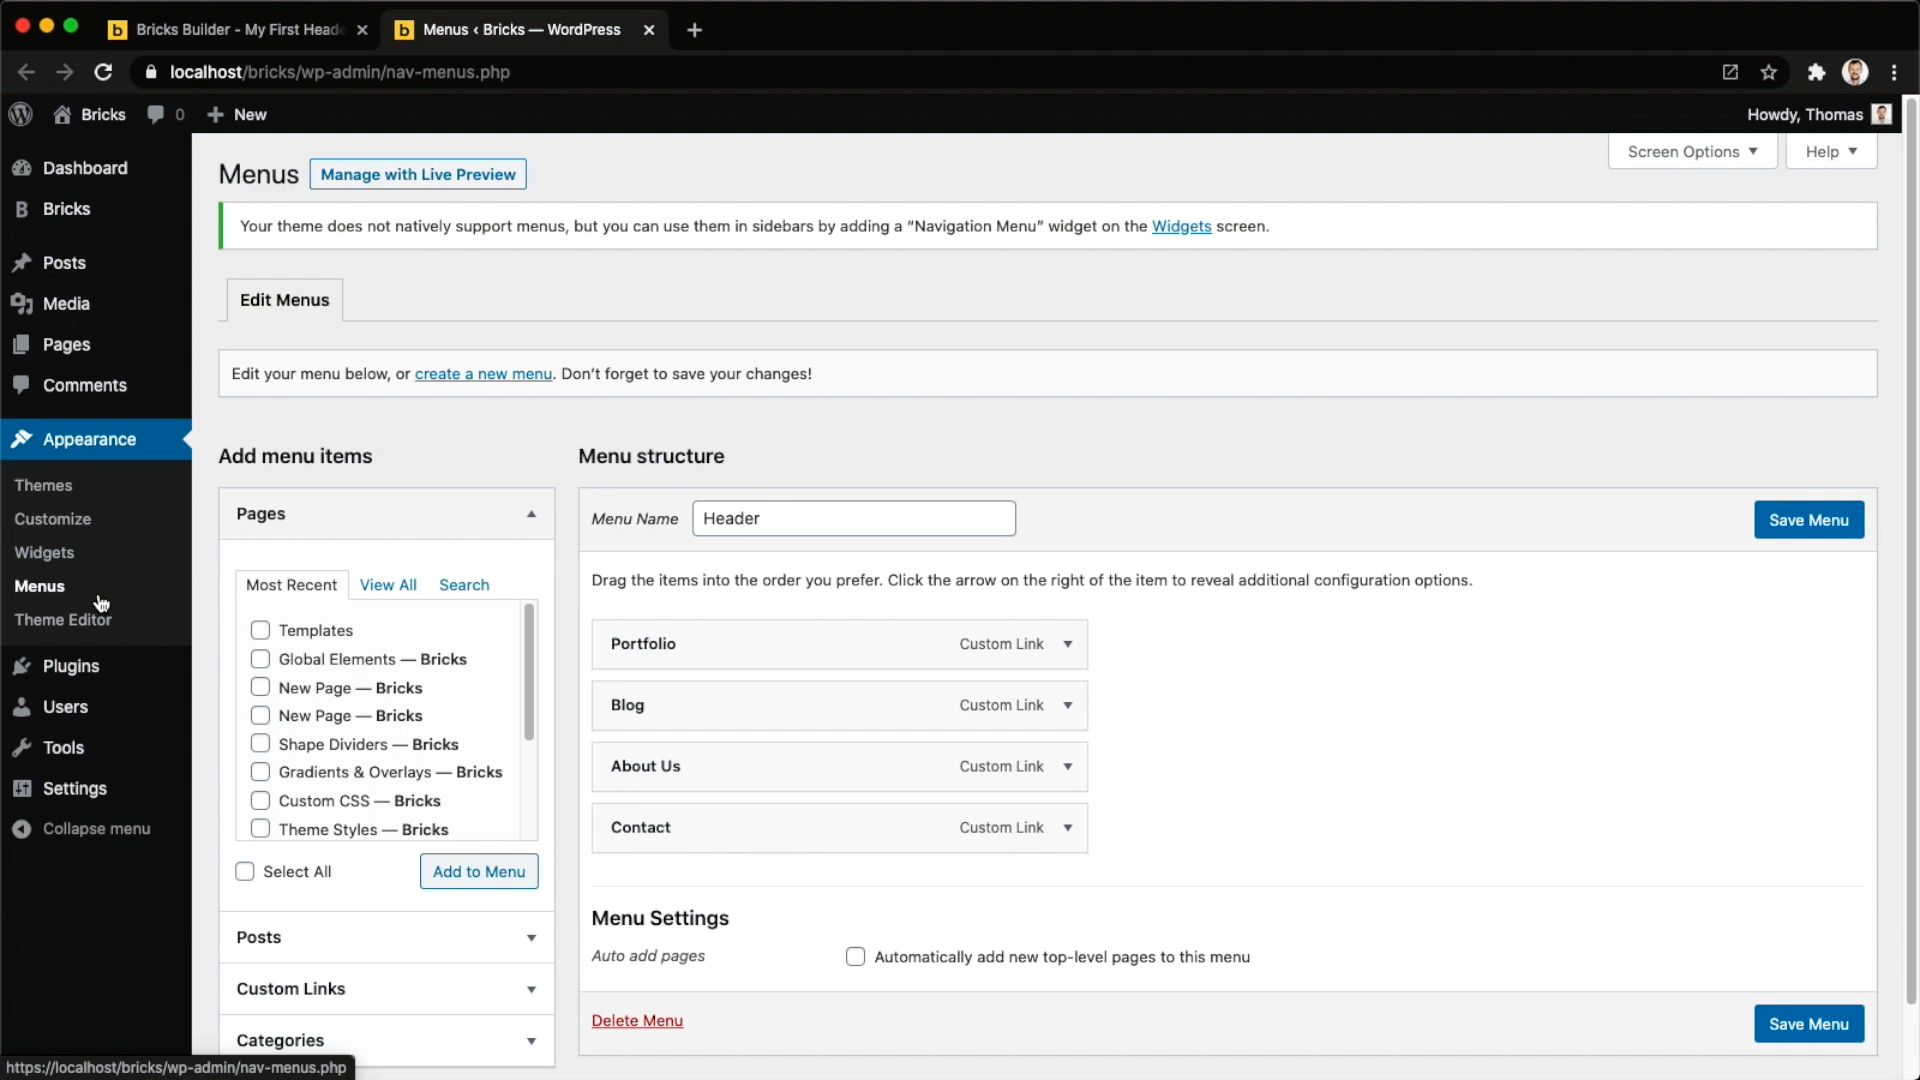 Bricks Builder - My First Heade
Menus ‹ Bricks — WordPress
localhost/bricks/wp-admin/nav-menus.php
Bricks
0
New
Howdy, Thomas
Dashboard
Bricks
Posts
Media
Pages
Comments
Appearance
Themes
Customize
Widgets
Menus
Theme Editor
Plugins
Users
Tools
Settings
Collapse menu
Screen Options
Help
Menus
Manage with Live Preview
Your theme does not natively support menus, but you can use them in sidebars by adding a “Navigation Menu” widget on the Widgets screen.
Edit Menus
Edit your menu below, or create a new menu. Don’t forget to save your changes!
Add menu items
Pages
Most Recent
View All
Search
Templates
Global Elements — Bricks
New Page — Bricks
New Page — Bricks
Shape Dividers — Bricks
Gradients & Overlays — Bricks
Custom CSS — Bricks
Theme Styles — Bricks
Select All
Add to Menu
Posts
Custom Links
Categories
Menu structure
Menu Name
Header
Save Menu
Drag the items into the order you prefer. Click the arrow on the right of the item to reveal additional configuration options.
Portfolio
Custom Link
Blog
Custom Link
About Us
Custom Link
Contact
Custom Link
Menu Settings
Auto add pages
Automatically add new top-level pages to this menu
Delete Menu
Save Menu
https://localhost/bricks/wp-admin/nav-menus.php